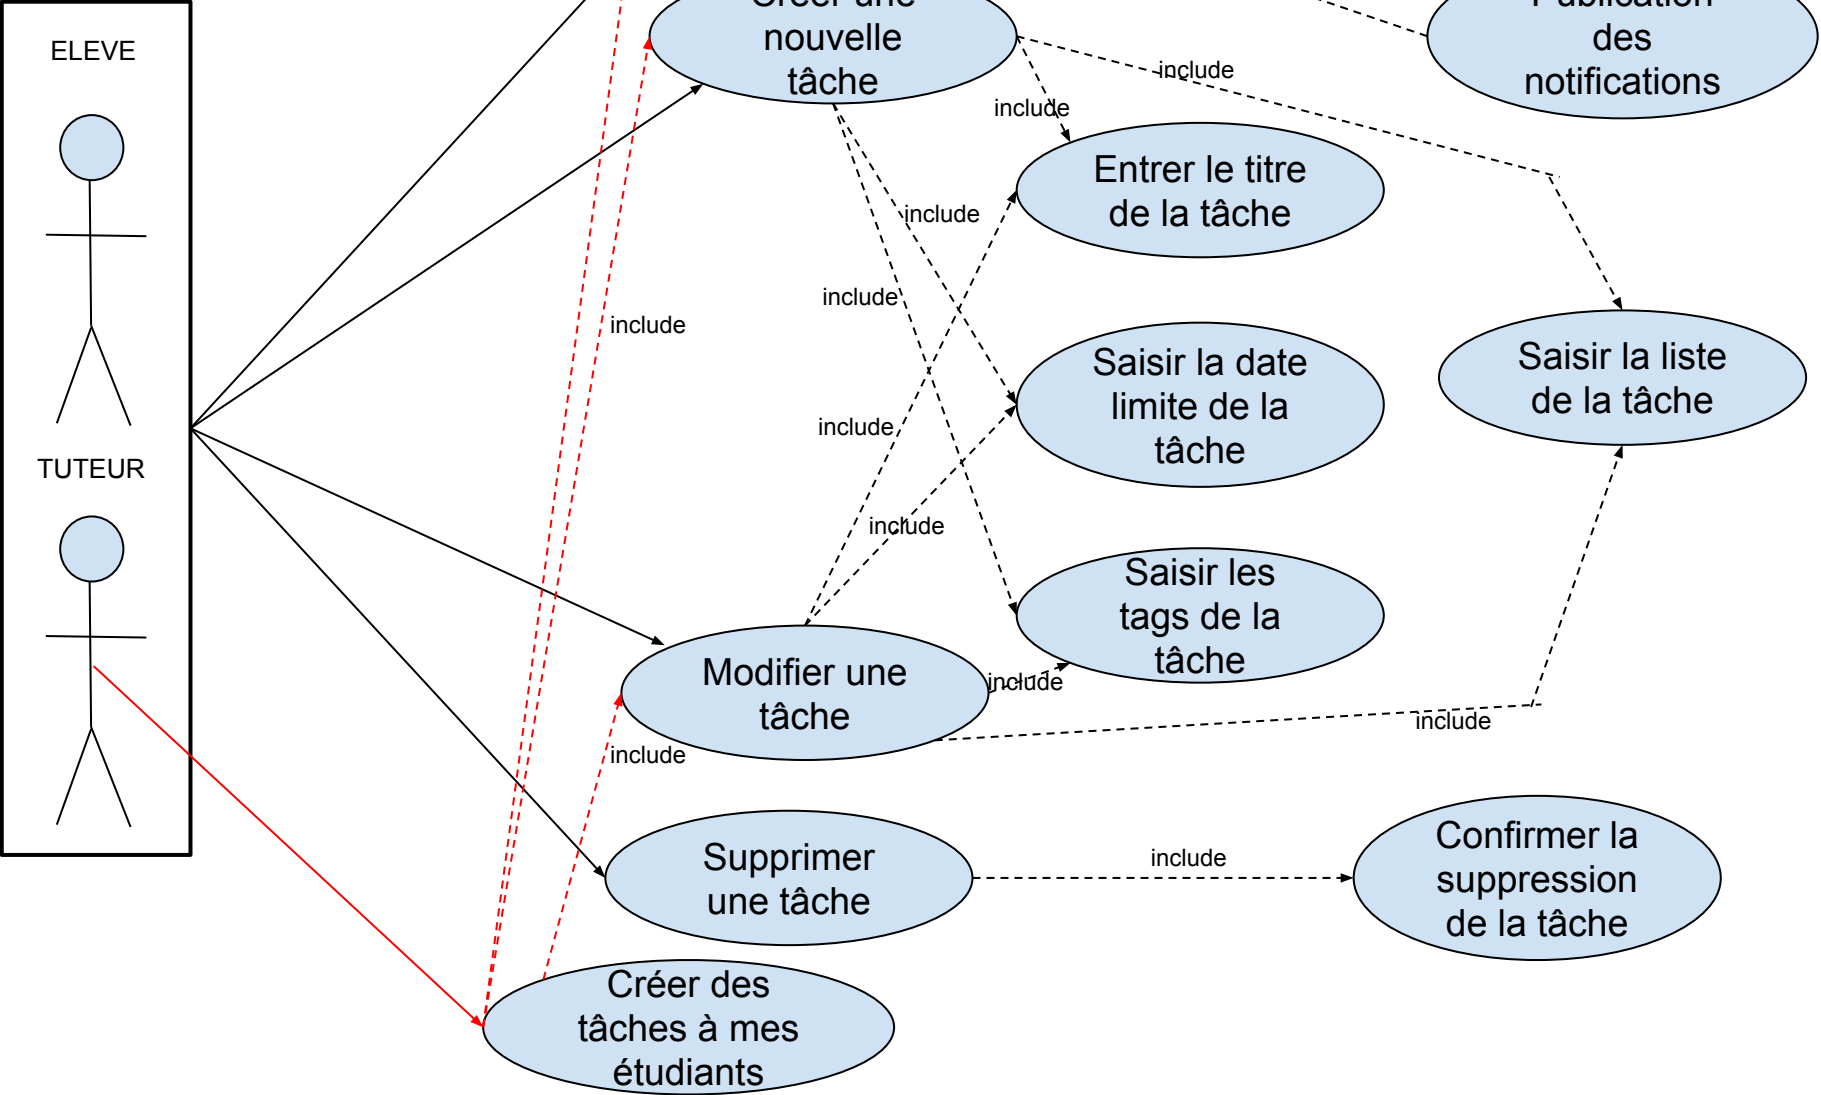 ELEVE
TUTEUR
Créer une
nouvelle
tâche
Publication
des
notifications
include
include
Entrer le titre
de la tâche
include
include
include
Saisir la date
limite de la
tâche
Saisir la liste
de la tâche
include
include
Saisir les
tags de la
tâche
Modifier une
tâche
include
include
include
Supprimer
une tâche
include
Confirmer la
suppression
de la tâche
Créer des
tâches à mes
étudiants